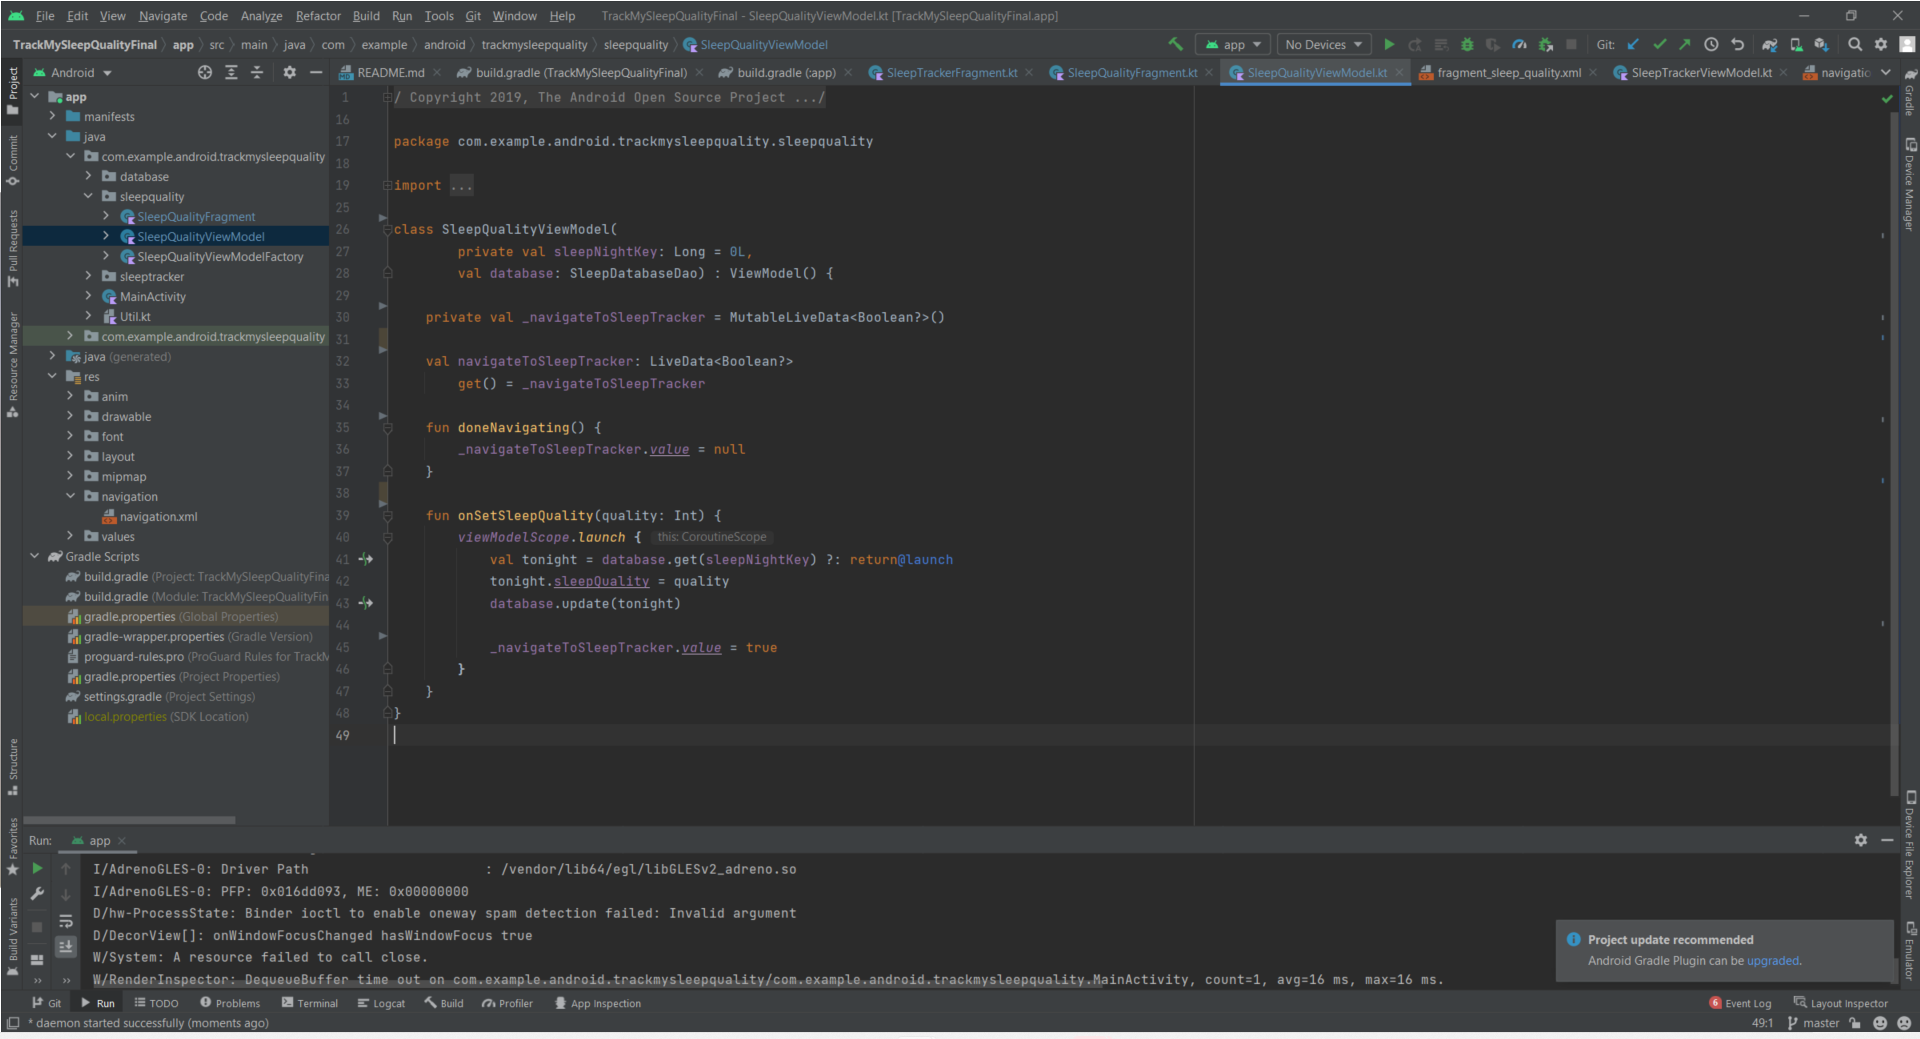 File Edit View Navigate Code Analyze Refactor Build Run Tools Git Window Help TrackMySleepQualityFinal - SleepQualityViewModel.kt [TrackMySleepQualityFinal.app]
TrackMySleepQualityFinal app src main java com example android trackmysleepquality sleepquality SleepQualityViewModel app No Devices Git:
Android README.md build.gradle (TrackMySleepQualityFinal) build.gradle (:app) SleepTrackerFragment.kt SleepQualityFragment.kt SleepQualityViewModel.kt fragment_sleep_quality.xml SleepTrackerViewModel.kt navigatio
Project
Commit
Pull Requests
Resource Manager
Structure
Favorites
Build Variants
app
manifests
java
com.example.android.trackmysleepquality
database
sleepquality
SleepQualityFragment
SleepQualityViewModel
SleepQualityViewModelFactory
sleeptracker
MainActivity
Util.kt
com.example.android.trackmysleepquality
java (generated)
res
anim
drawable
font
layout
mipmap
navigation
navigation.xml
values
Gradle Scripts
build.gradle (Project: TrackMySleepQualityFina
build.gradle (Module: TrackMySleepQualityFin
gradle.properties (Global Properties)
gradle-wrapper.properties (Gradle Version)
proguard-rules.pro (ProGuard Rules for TrackM
gradle.properties (Project Properties)
settings.gradle (Project Settings)
local.properties (SDK Location)
1 / Copyright 2019, The Android Open Source Project .../
16
17 package com.example.android.trackmysleepquality.sleepquality
18
19 import ...
25
26 class SleepQualityViewModel(
27 private val sleepNightKey: Long = 0L,
28 val database: SleepDatabaseDao) : ViewModel() {
29
30 private val _navigateToSleepTracker = MutableLiveData<Boolean?>()
31
32 val navigateToSleepTracker: LiveData<Boolean?>
33 get() = _navigateToSleepTracker
34
35 fun doneNavigating() {
36 _navigateToSleepTracker.value = null
37 }
38
39 fun onSetSleepQuality(quality: Int) {
40 viewModelScope.launch { this: CoroutineScope
41 val tonight = database.get(sleepNightKey) ?: return@launch
42 tonight.sleepQuality = quality
43 database.update(tonight)
44
45 _navigateToSleepTracker.value = true
46 }
47 }
48 }
49
Gradle
Device Manager
Device File Explorer
Emulator
Run: app
I/AdrenoGLES-0: Driver Path : /vendor/lib64/egl/libGLESv2_adreno.so
I/AdrenoGLES-0: PFP: 0x016dd093, ME: 0x00000000
D/hw-ProcessState: Binder ioctl to enable oneway spam detection failed: Invalid argument
D/DecorView[]: onWindowFocusChanged hasWindowFocus true
W/System: A resource failed to call close.
W/RenderInspector: DequeueBuffer time out on com.example.android.trackmysleepquality/com.example.android.trackmysleepquality.MainActivity, count=1, avg=16 ms, max=16 ms.
Project update recommended
Android Gradle Plugin can be upgraded.
Git Run TODO Problems Terminal Logcat Build Profiler App Inspection 6 Event Log Layout Inspector
* daemon started successfully (moments ago) 49:1 master